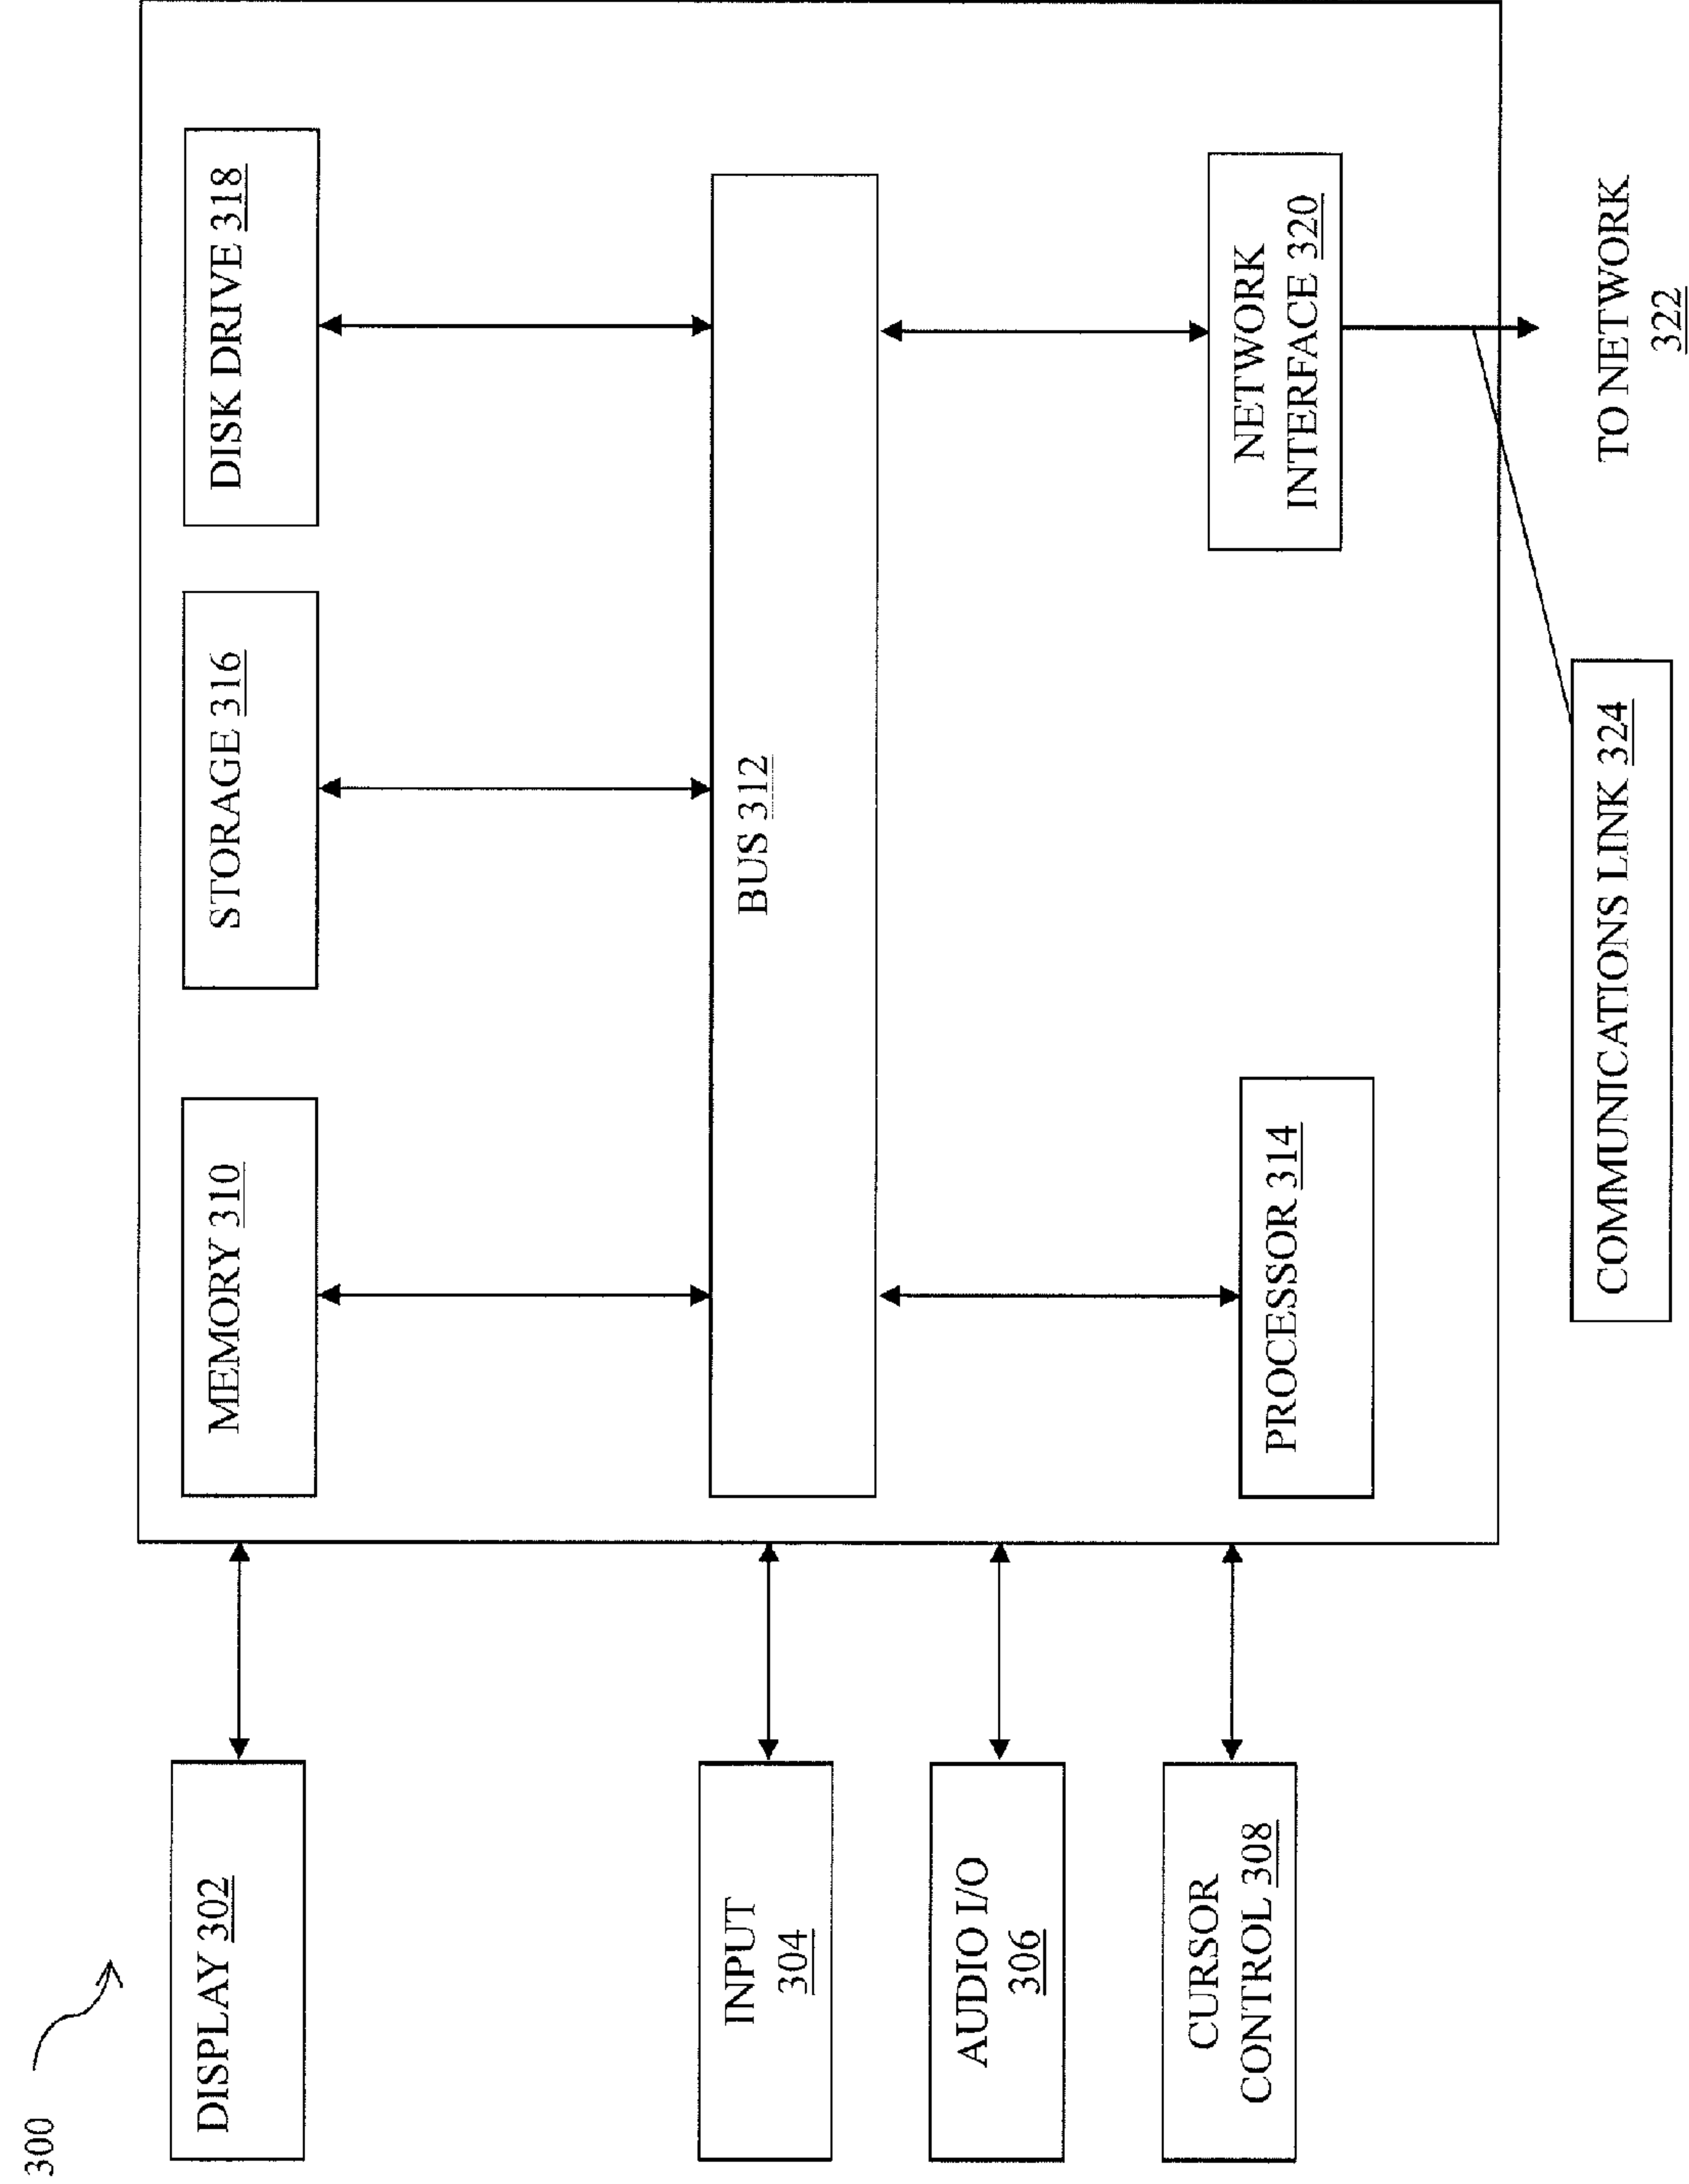 300
DISPLAY 302
INPUT
304
AUDIO I/O
306
CURSOR
CONTROL 308
MEMORY 310
STORAGE 316
DISK DRIVE 318
BUS 312
PROCESSOR 314
NETWORK
INTERFACE 320
COMMUNICATIONS LINK 324
TO NETWORK
322